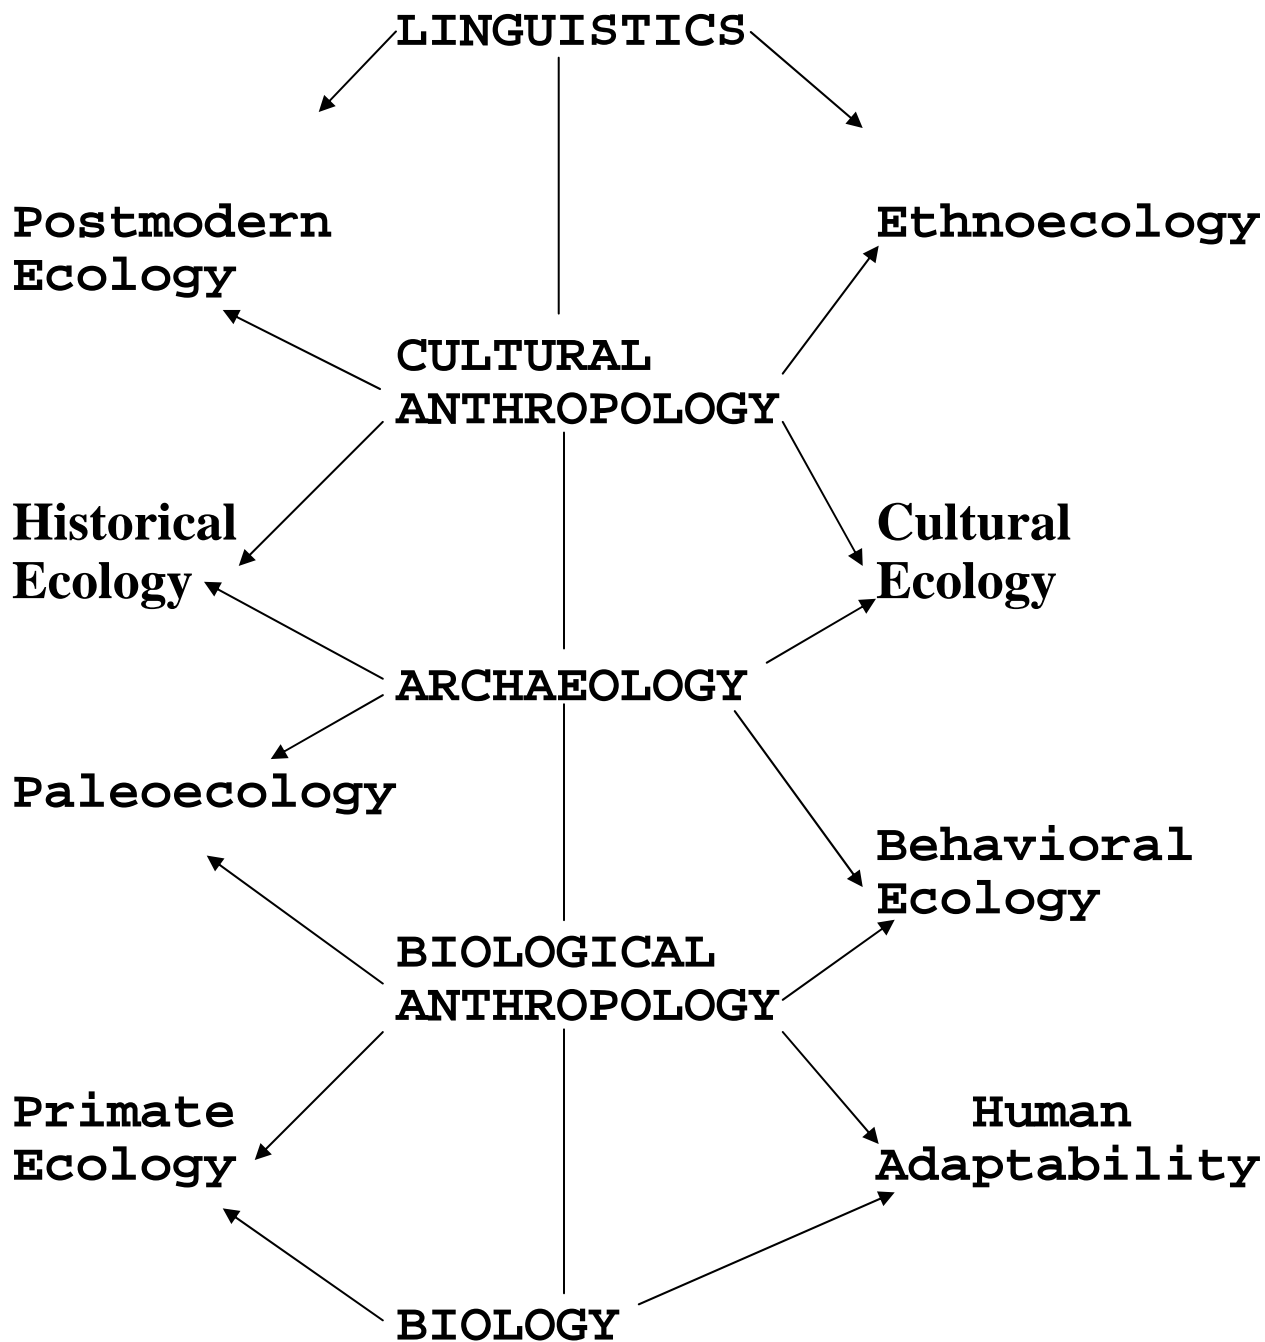 LINGUISTICS
Postmodern
Ecology
Ethnoecology
CULTURAL
ANTHROPOLOGY
Historical
Ecology
Cultural
Ecology
ARCHAEOLOGY
Paleoecology
Behavioral
Ecology
BIOLOGICAL
ANTHROPOLOGY
Primate
Ecology
Human
Adaptability
BIOLOGY